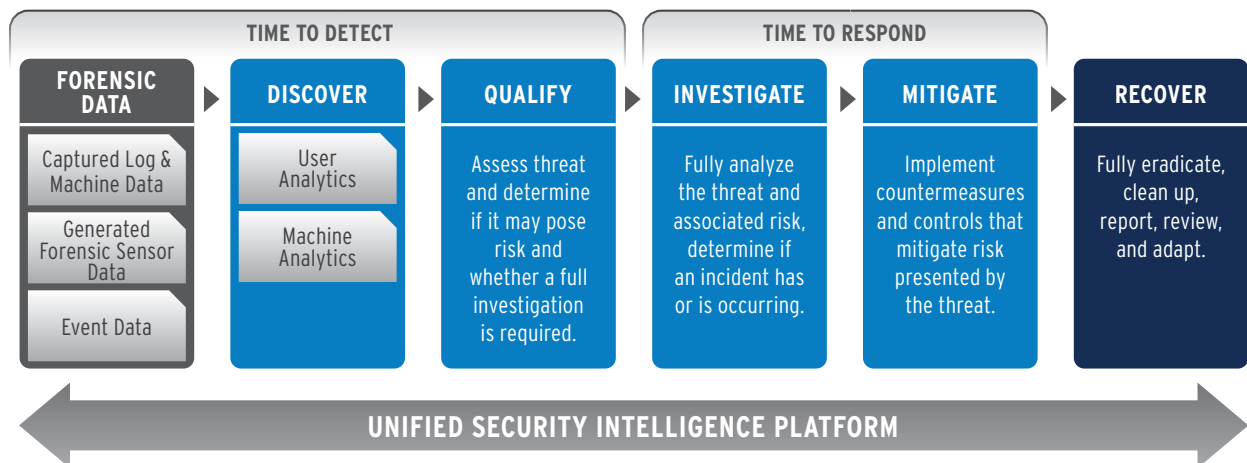 TIME TO DETECT
TIME TO RESPOND
FORENSIC
DATA
Captured Log &
Machine Data
Generated
Forensic Sensor
Data
Event Data
DISCOVER
User
Analytics
Machine
Analytics
QUALIFY
Assess threat
and determine
if it may pose
risk and
whether a full
investigation
is required.
INVESTIGATE
Fully analyze
the threat and
associated risk,
determine if
an incident has
or is occurring.
MITIGATE
Implement
countermeasures
and controls that
mitigate risk
presented by
the threat.
RECOVER
Fully eradicate,
clean up,
report, review,
and adapt.
UNIFIED SECURITY INTELLIGENCE PLATFORM